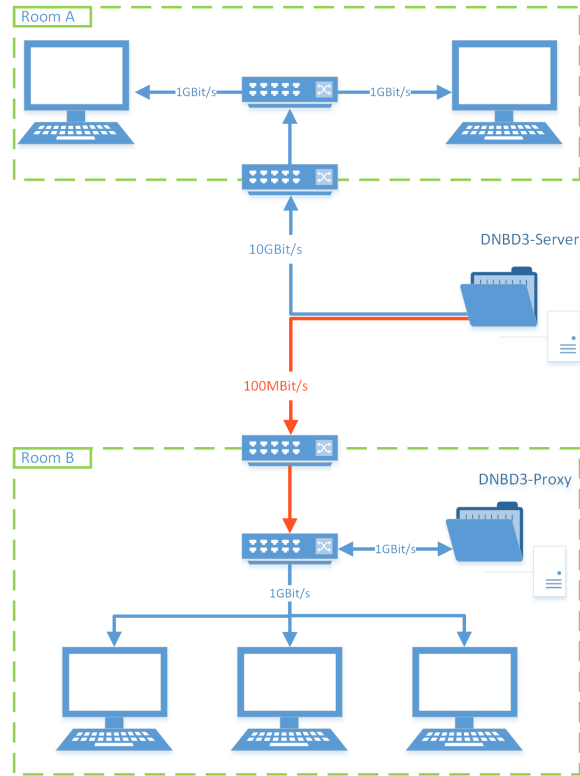 Room A
1GBit/s
1GBit/s
DNBD3-Server
10GBit/s
100MBit/s
Room B
DNBD3-Proxy
1GBit/s
1GBit/s